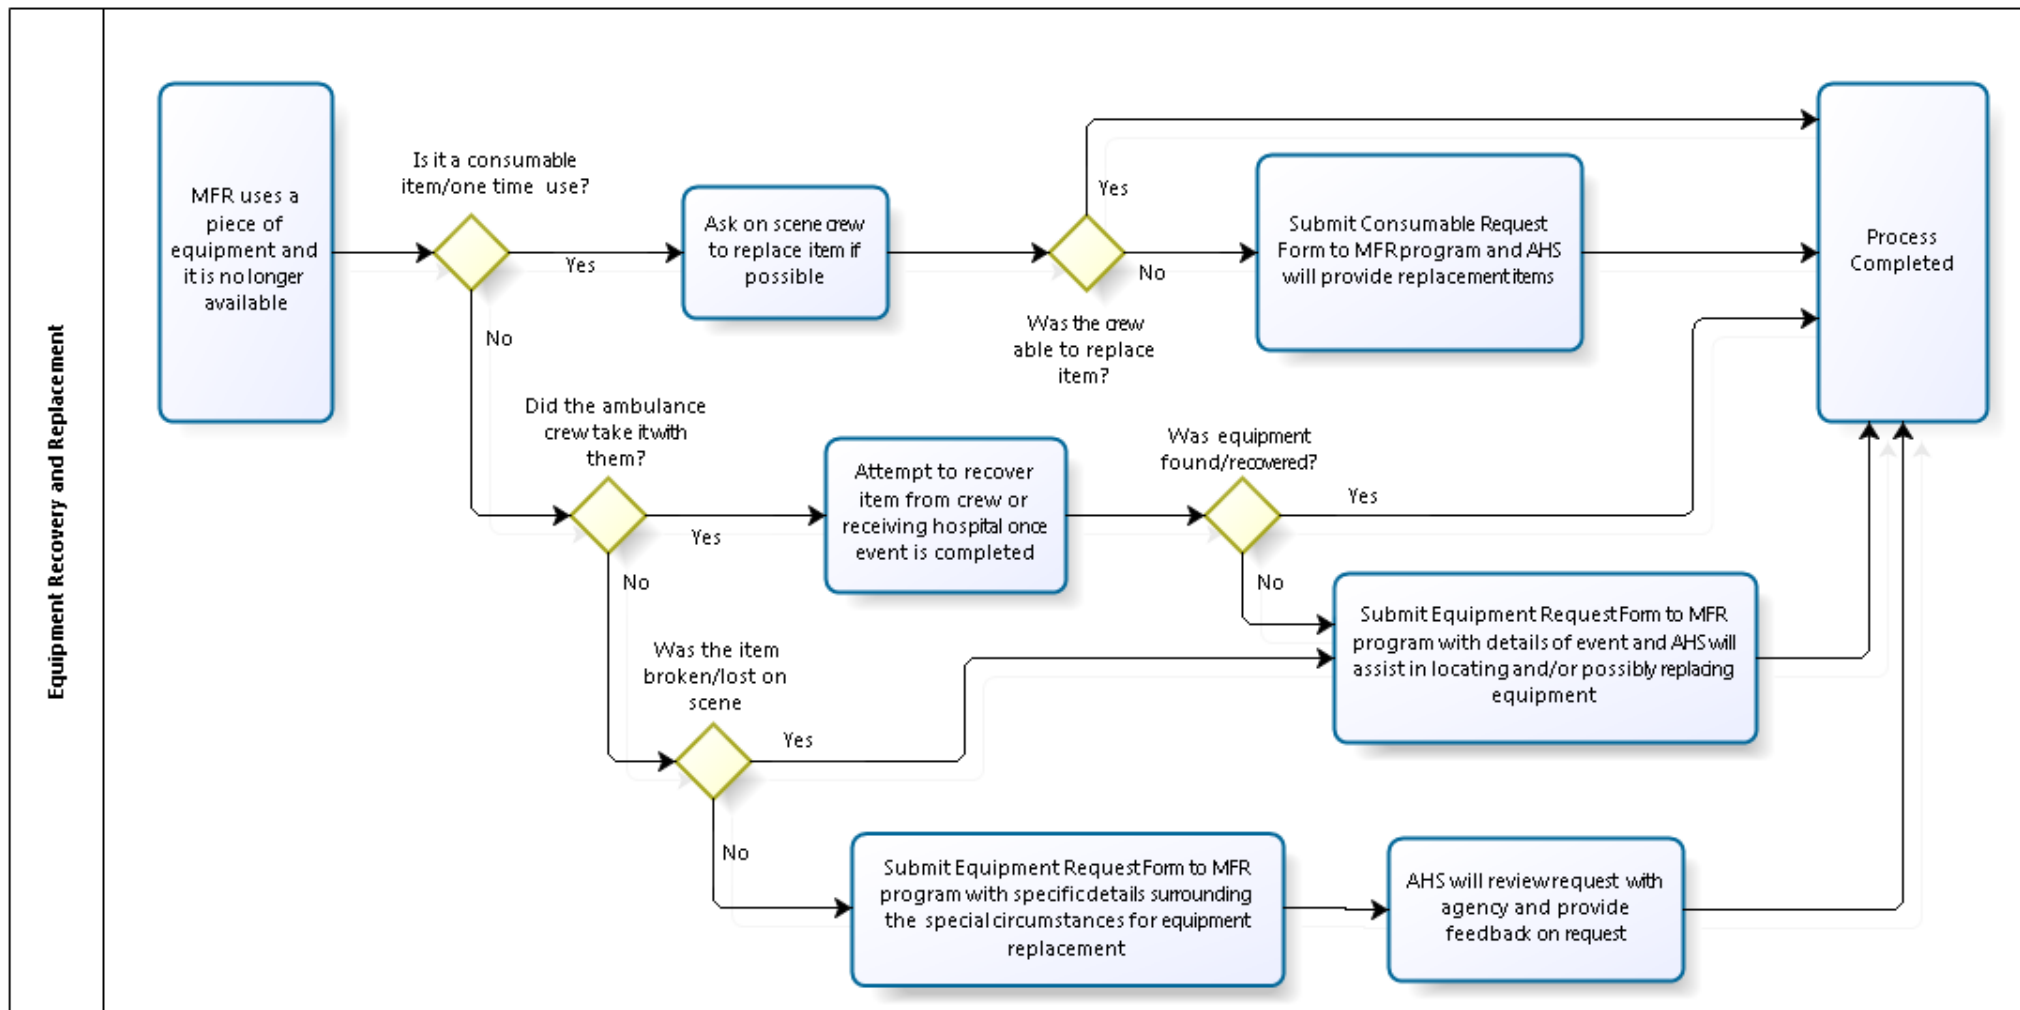 Equipment Recovery and Replacement
MFR uses a
piece of
equipment and
it is no longer
available
Is it a consumable
item/one time use?
Yes
No
Ask on scene crew
to replace item if
possible
Was the crew
able to replace
item?
Yes
No
Submit Consumable Request
Form to MFR program and AHS
will provide replacement items
Process
Completed
Did the ambulance
crew take it with
them?
Yes
No
Attempt to recover
item from crew or
receiving hospital once
event is completed
Was equipment
found/recovered?
Yes
No
Submit Equipment Request Form to MFR
program with details of event and AHS will
assist in locating and/or possibly replacing
equipment
Was the item
broken/lost on
scene
Yes
No
Submit Equipment Request Form to MFR
program with specific details surrounding
the special circumstances for equipment
replacement
AHS will review request with
agency and provide
feedback on request